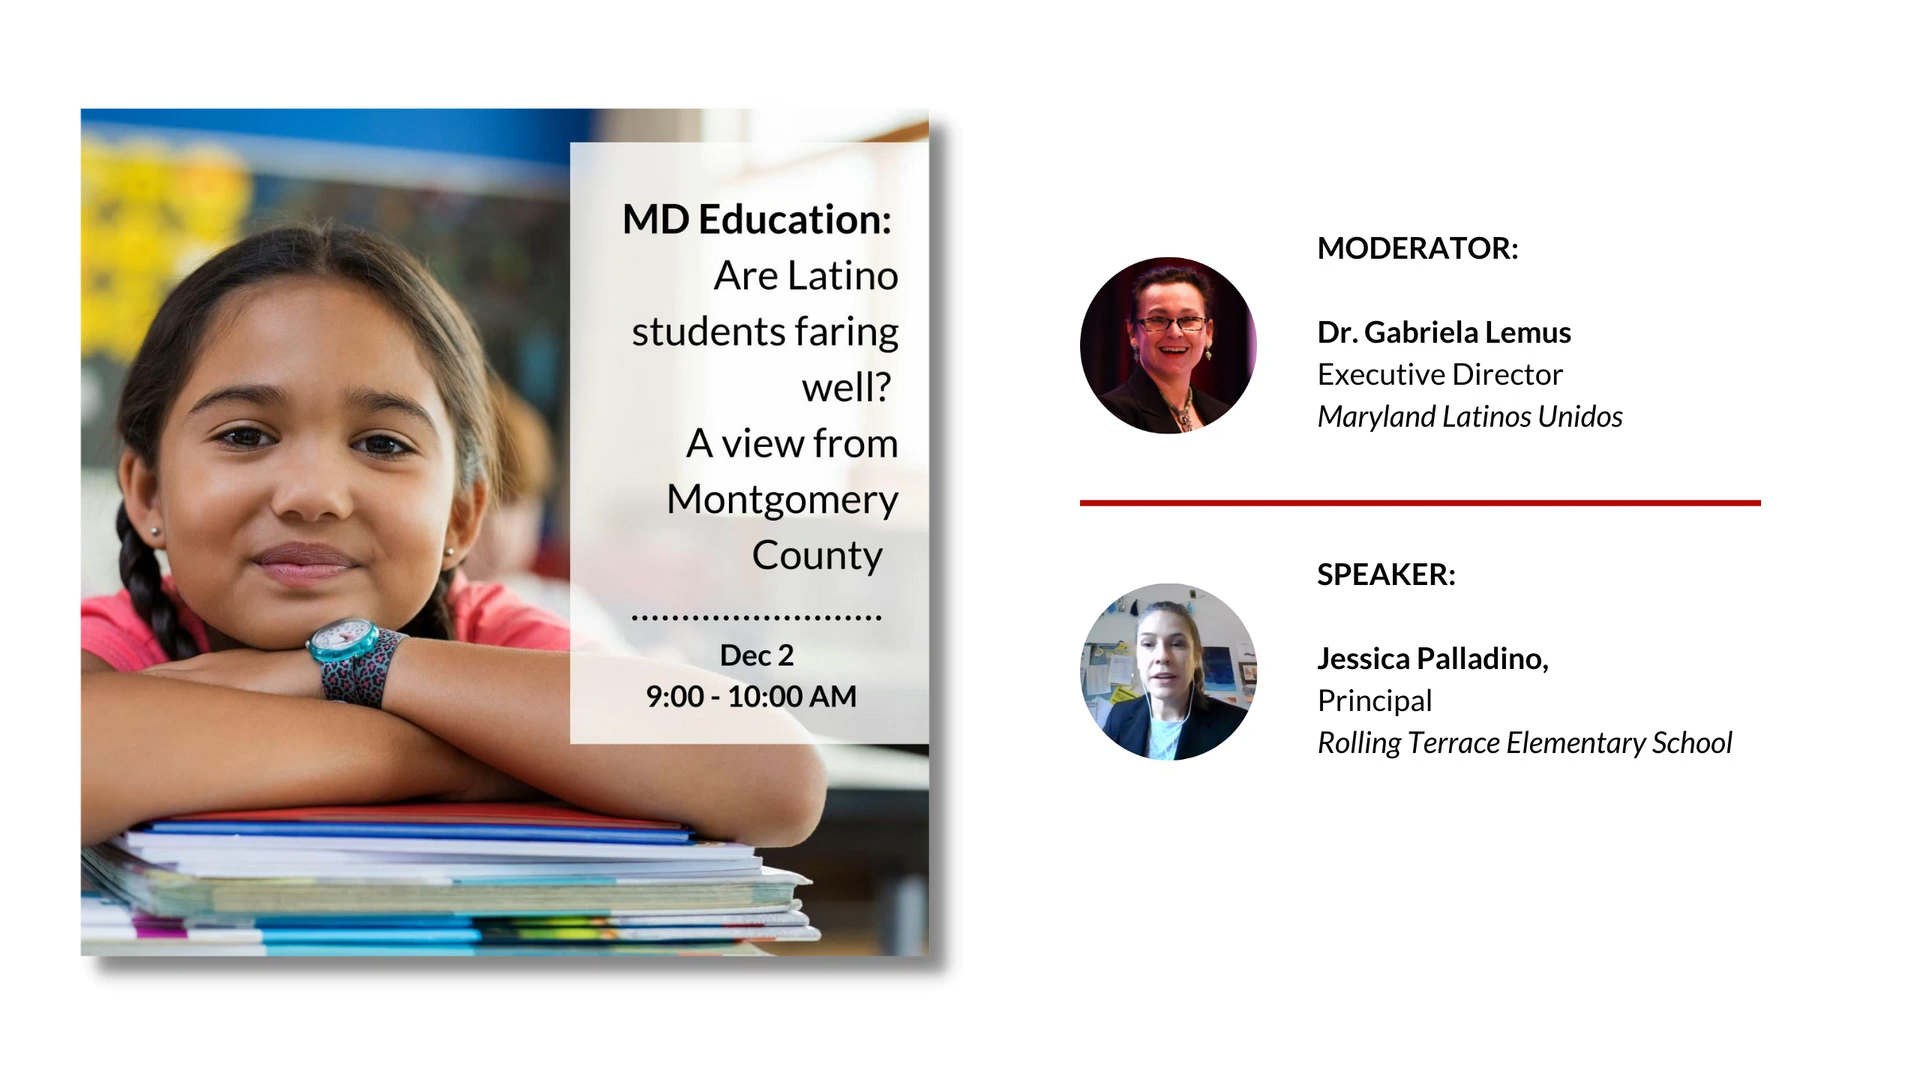 MD Education:
Are Latino
students faring
well?
A view from
Montgomery
County
Dec 2
9:00 - 10:00 AM
MODERATOR:
Dr. Gabriela Lemus
Executive Director
Maryland Latinos Unidos
SPEAKER:
Jessica Palladino,
Principal
Rolling Terrace Elementary School